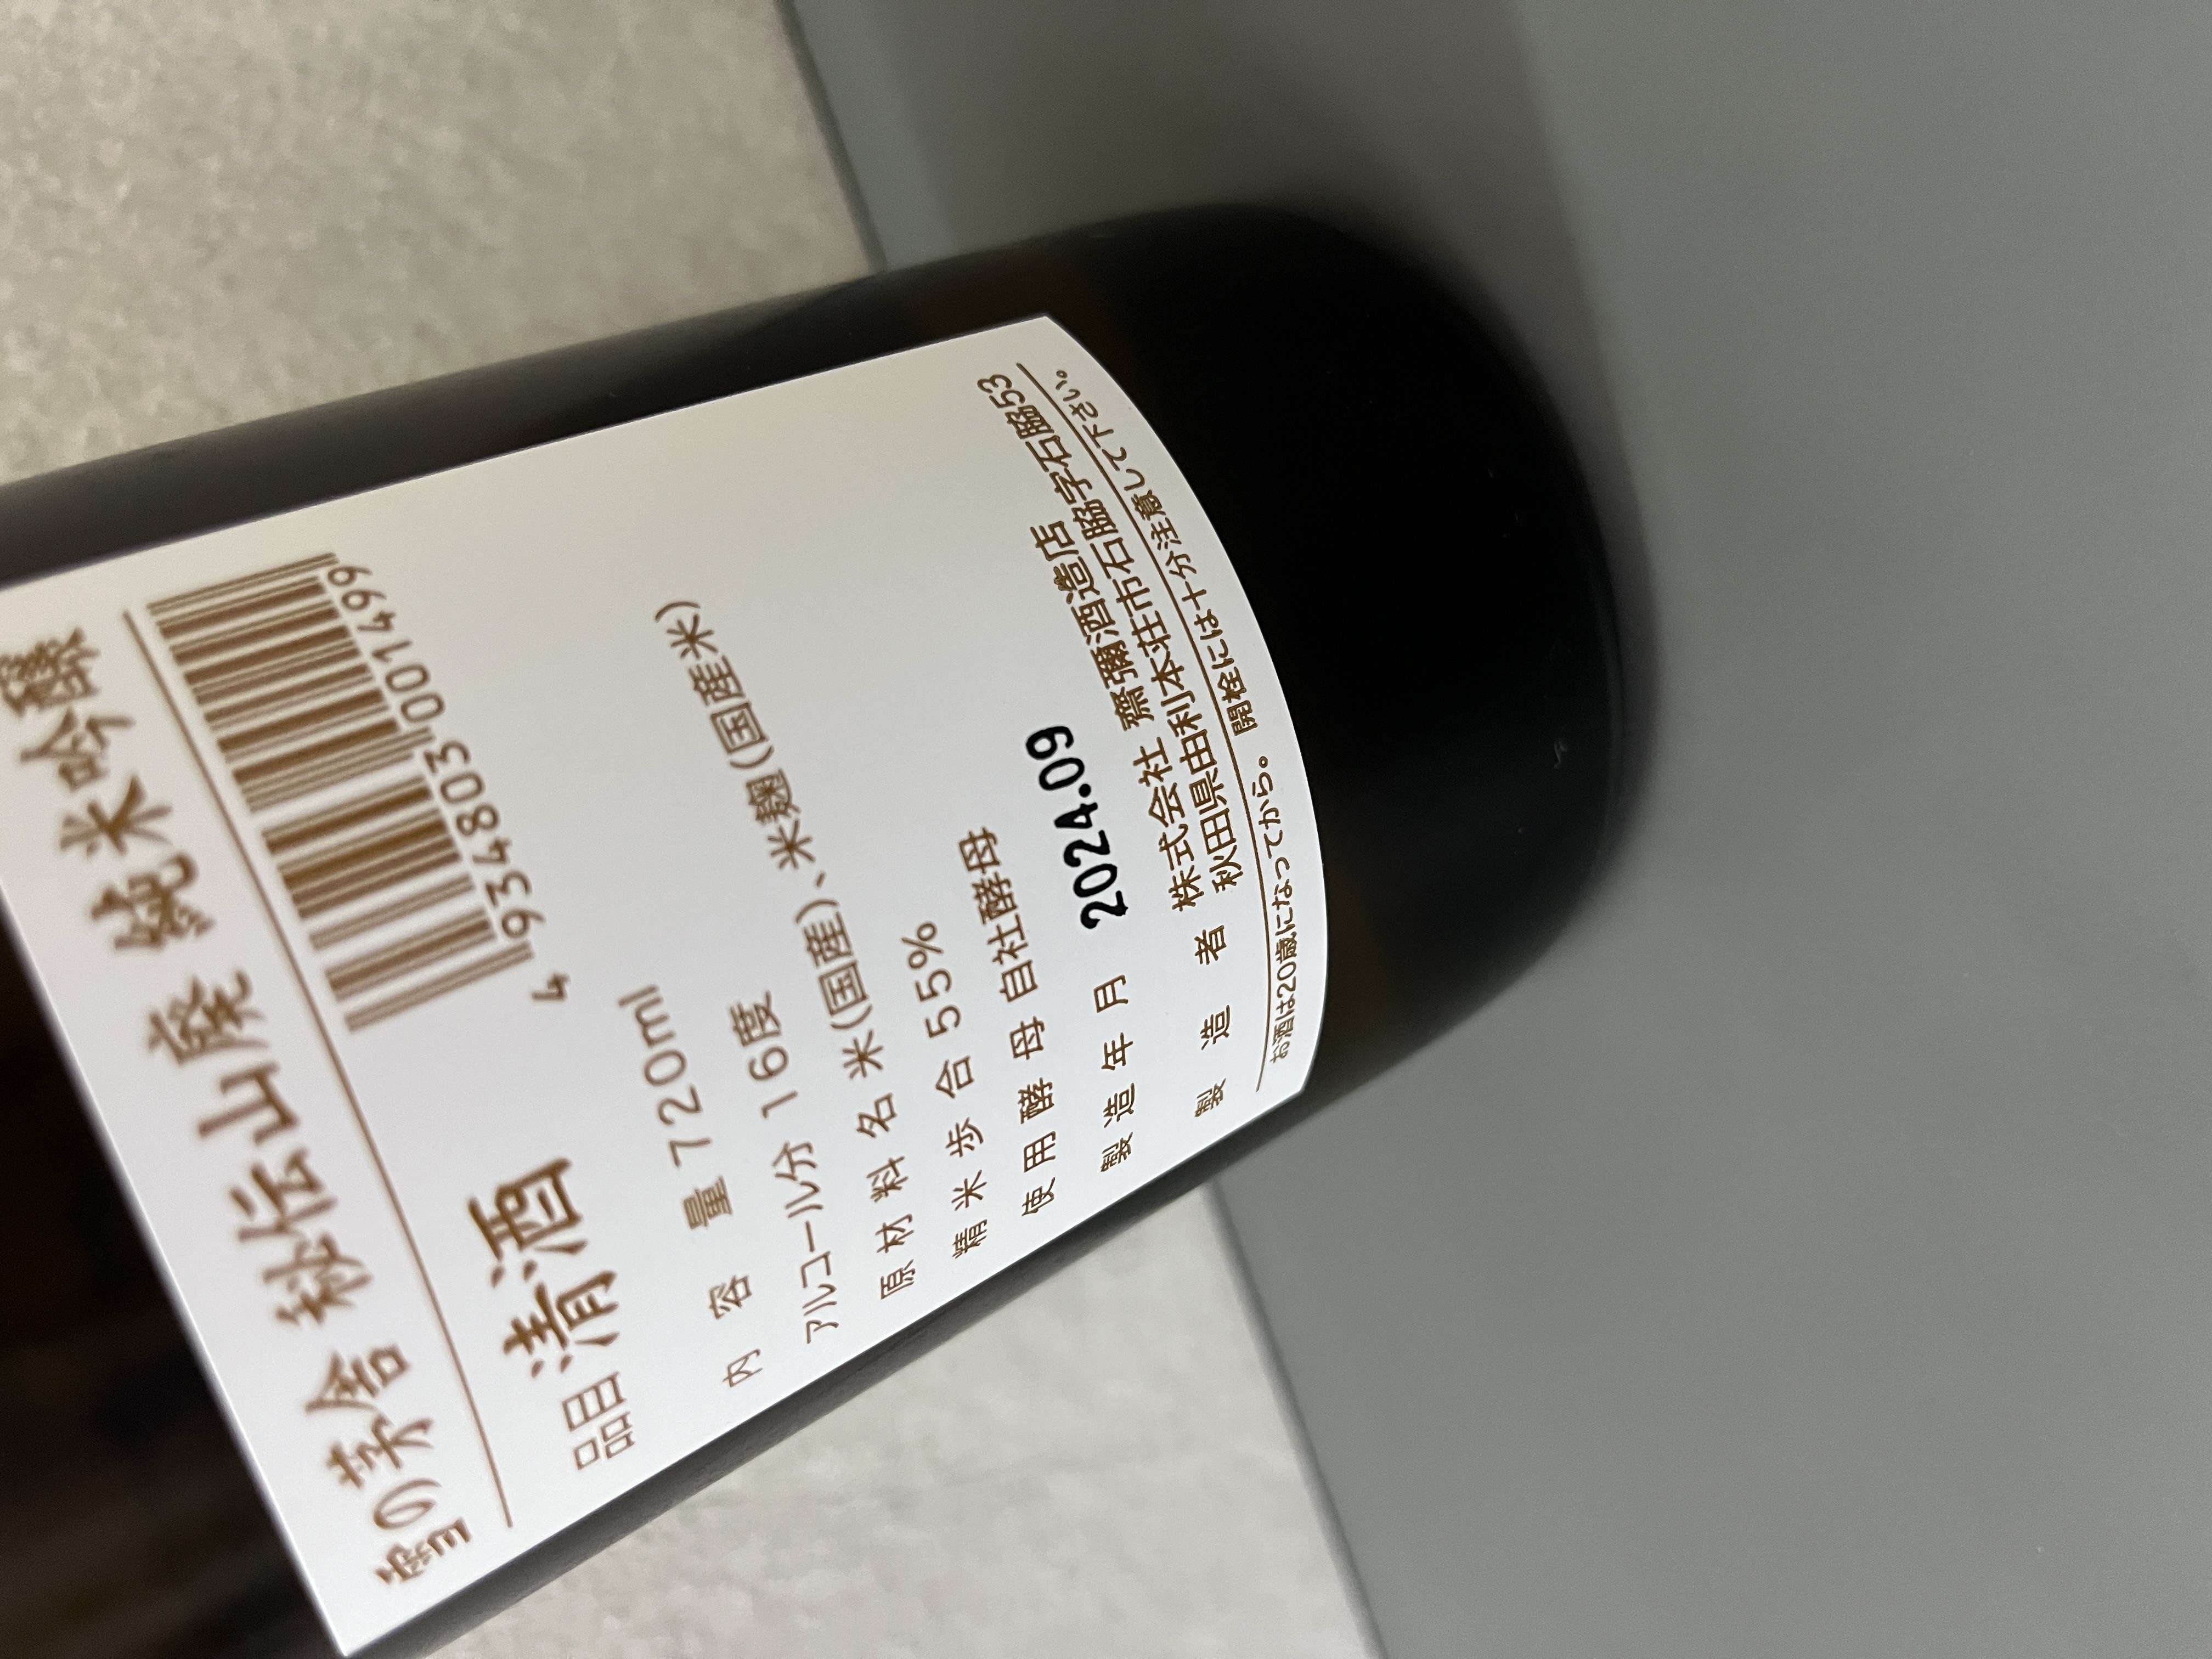 雪の茅舎 秘伝山廃 純米吟醸
4 934803 001499
品目 清酒
内容量 720ml
アルコール分 16度
原材料名 米(国産)、米麹(国産米)
精米歩合 55%
使用酵母 自社酵母
製造年月 2024.09
製造者 株式会社 齋彌酒造店
秋田県由利本荘市石脇字石脇53
お酒は20歳になってから。開栓には十分注意して下さい。